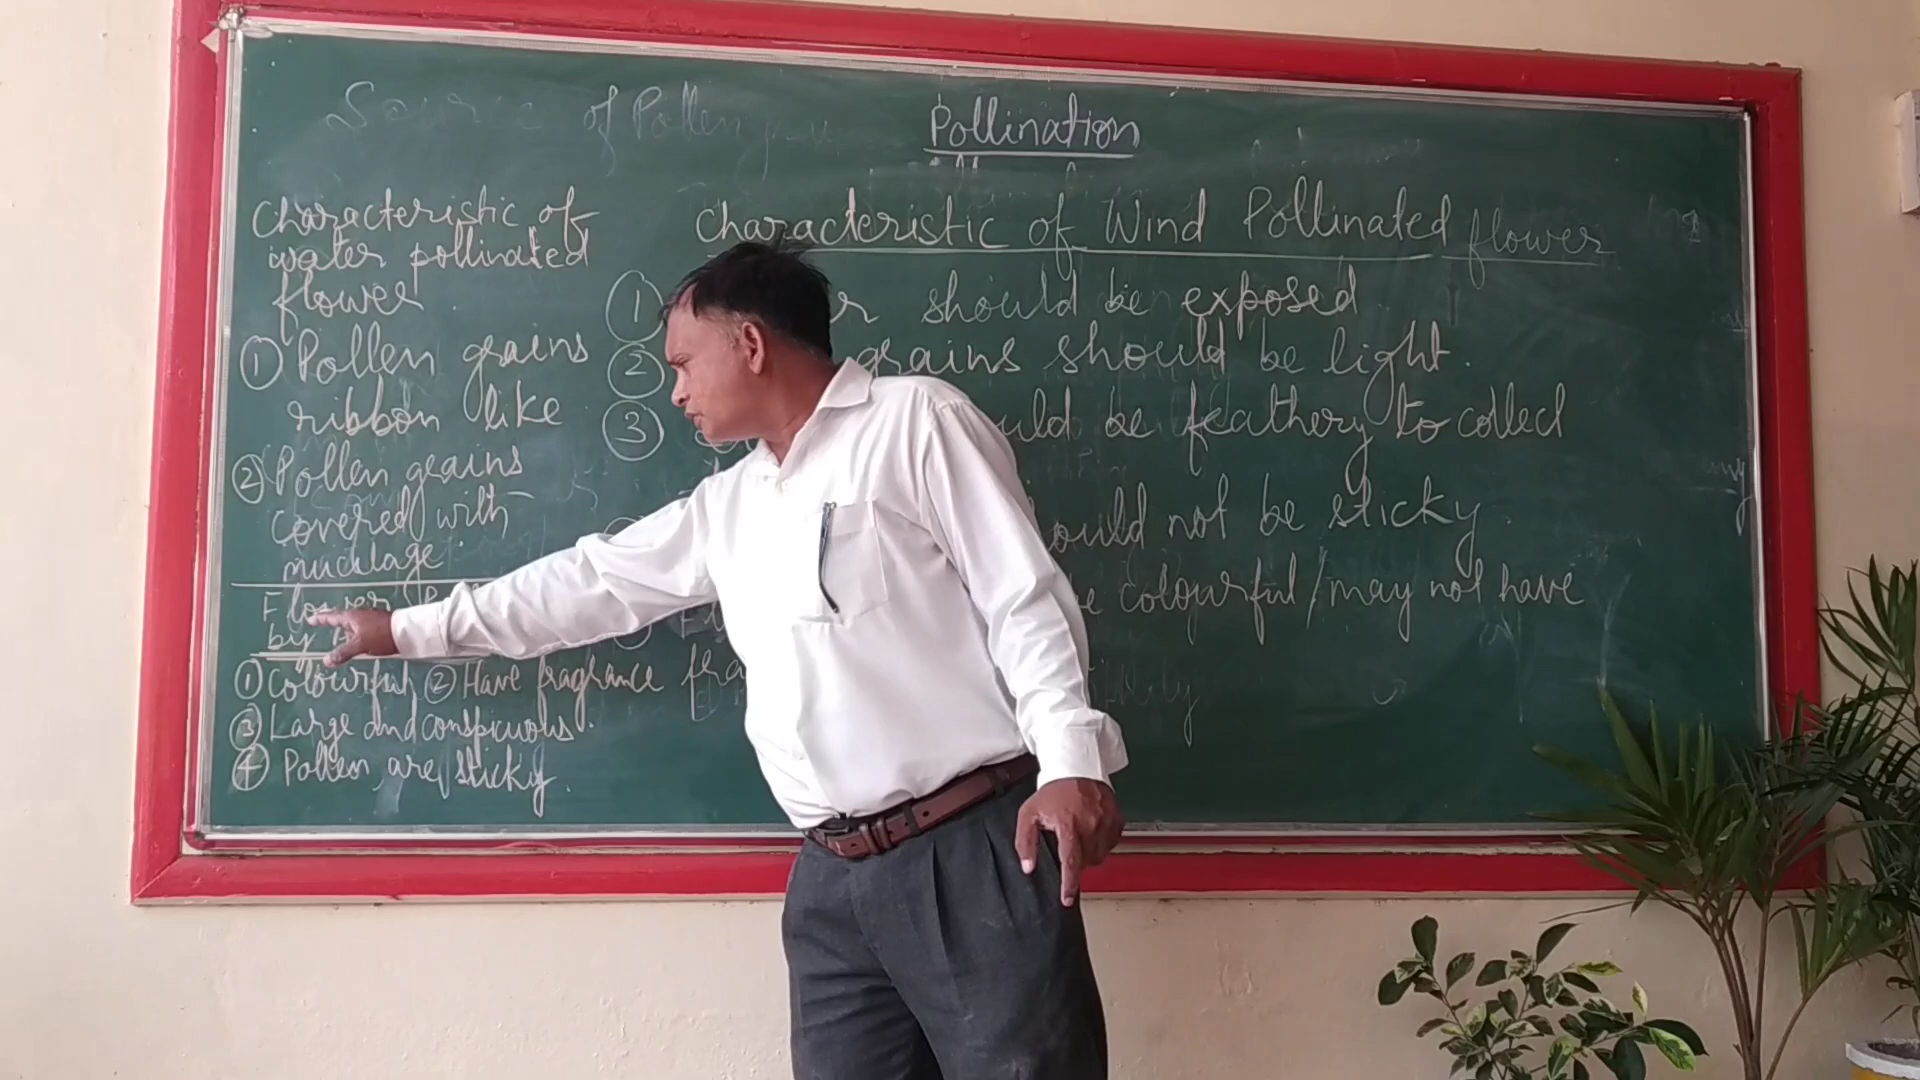 Source of Pollen
Pollination
Characteristic of
water pollinated
flower
① Pollen grains
ribbon like
② Pollen grains
covered with
mucilage.
Flower
by
① Colourful ② Have fragrance
③ Large and conspicuous.
④ Pollen are sticky.
Characteristic of Wind Pollinated flower
① should be exposed
② grains should be light.
③ be feathery to collect
not be sticky.
colourful/may not have